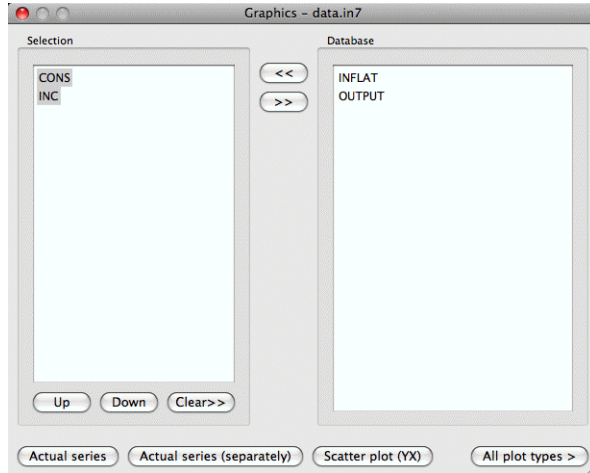 Graphics - data.in7
Selection
Database
CONS
INC
<<
>>
INFLAT
OUTPUT
Up Down Clear>>
Actual series Actual series (separately) Scatter plot (YX) All plot types >